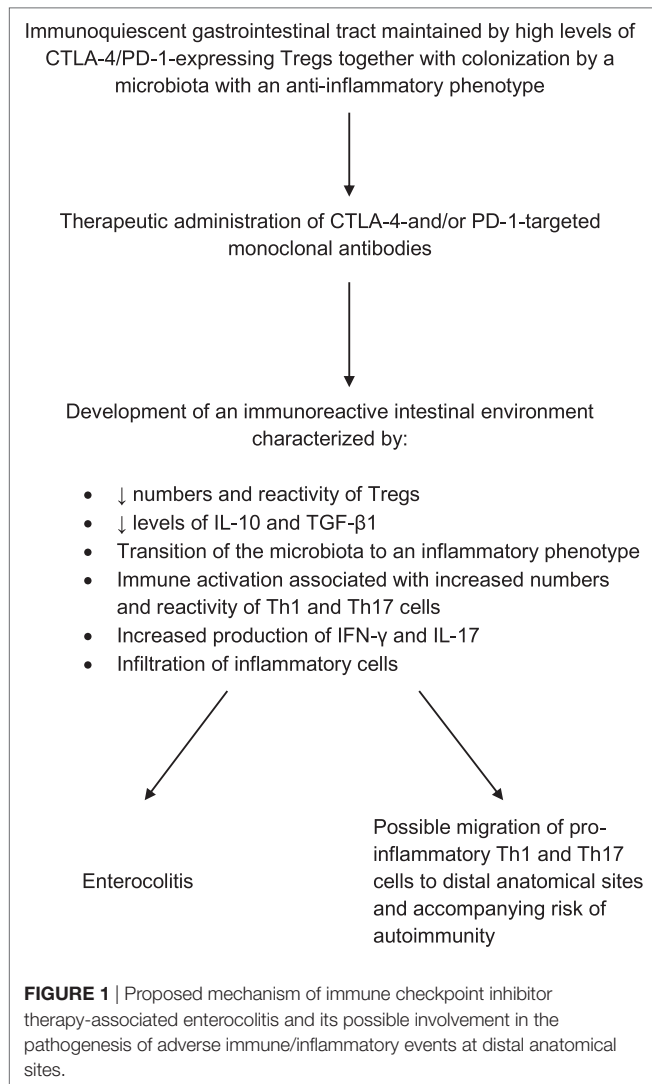 Immunoquiescent gastrointestinal tract maintained by high levels of
CTLA-4/PD-1-expressing Tregs together with colonization by a
microbiota with an anti-inflammatory phenotype
Therapeutic administration of CTLA-4-and/or PD-1-targeted
monoclonal antibodies
Development of an immunoreactive intestinal environment
characterized by:
• ↓ numbers and reactivity of Tregs
• ↓ levels of IL-10 and TGF-β1
• Transition of the microbiota to an inflammatory phenotype
• Immune activation associated with increased numbers
and reactivity of Th1 and Th17 cells
• Increased production of IFN-γ and IL-17
• Infiltration of inflammatory cells
Enterocolitis
Possible migration of pro-
inflammatory Th1 and Th17
cells to distal anatomical sites
and accompanying risk of
autoimmunity
FIGURE 1 | Proposed mechanism of immune checkpoint inhibitor
therapy-associated enterocolitis and its possible involvement in the
pathogenesis of adverse immune/inflammatory events at distal anatomical
sites.